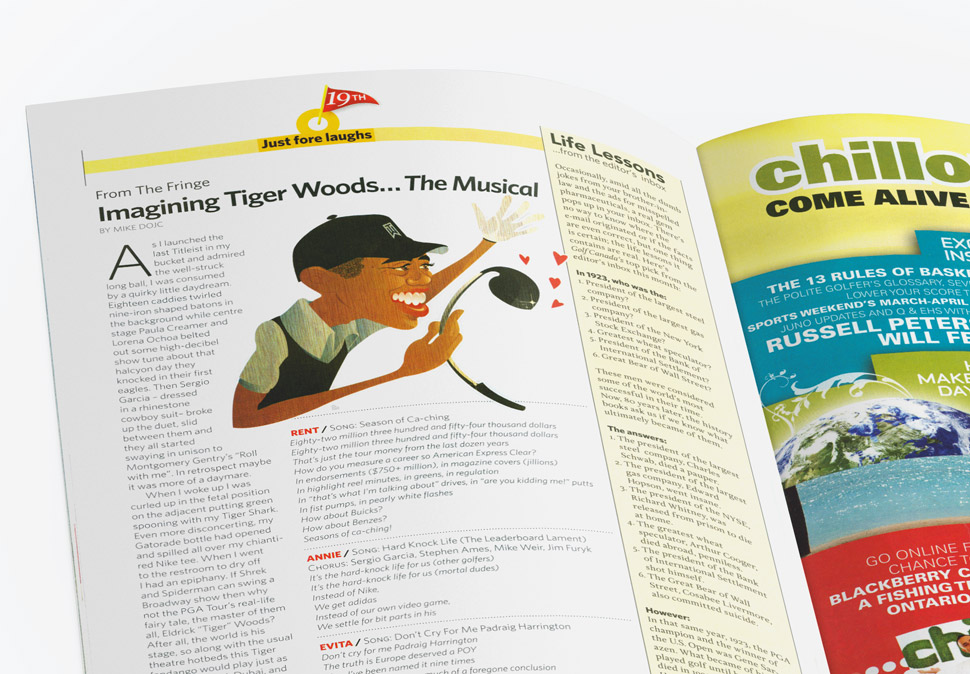 19TH
Just fore laughs
From The Fringe
Imagining Tiger Woods... The Musical
BY MIKE DOJC
As I launched the
last Titleist in my
bucket and admired
the well-struck
long ball, I was consumed
by a quirky little daydream.
Eighteen caddies twirled
nine-iron shaped batons in
the background while centre
stage Paula Creamer and
Lorena Ochoa belted
out some high-decibel
show tune about that
halcyon day they
knocked in their first
eagles. Then Sergio
Garcia – dressed
in a rhinestone
cowboy suit– broke
up the duet, slid
between them and
they all started
swaying in unison to
Montgomery Gentry's "Roll
with me". In retrospect maybe
it was more of a daymare.
When I woke up I was
curled up in the fetal position
on the adjacent putting green
spooning with my Tiger Shark.
Even more disconcerting, my
Gatorade bottle had opened
and spilled all over my chianti-
red Nike tee. When I went
to the restroom to dry off
I had an epiphany. If Shrek
and Spiderman can swing a
Broadway show then why
not the PGA Tour's real-life
fairy tale, the master of them
all, Eldrick "Tiger" Woods?
After all, the world is his
stage, so along with the usual
theatre hotbeds this Tiger
fandango would play just as
Dubai, and
RENT / SONG: Season of Ca-ching
Eighty-two million three hundred and fifty-four thousand dollars
Eighty-two million three hundred and fifty-four thousand dollars
That's just the tour money from the last dozen years
How do you measure a career so American Express Clear?
In endorsements ($750+ million), in magazine covers (jillions)
In highlight reel minutes, in greens, in regulation
In "that's what I'm talking about" drives, in "are you kidding me!" putts
In fist pumps, in pearly white flashes
How about Buicks?
How about Benzes?
Seasons of ca-ching!
ANNIE / SONG: Hard Knock Life (The Leaderboard Lament)
CHORUS: Sergio Garcia, Stephen Ames, Mike Weir, Jim Furyk
It's the hard-knock life for us (other golfers)
It's the hard-knock life for us (mortal dudes)
Instead of Nike,
We get adidas
Instead of our own video game,
We settle for bit parts in his
EVITA / SONG: Don't Cry For Me Padraig Harrington
Don't cry for me Padraig Harrington
The truth is Europe deserved a POY
I've been named it nine times
much of a foregone conclusion
Life Lessons
...from the editor's inbox
Occasionally, amid all the dumb
jokes from your brother-in-
law and the ads for misspelled
pharmaceuticals, a real gem
pops up in your inbox. There's
no way to know where this
e-mail originated or if the facts
are even correct, but one thing
is certain; the life lessons it
contains are real. Here's
Golf Canada's top pick from the
editor's inbox this month:
In 1923, who was the:
1. President of the largest steel
company?
2. President of the largest gas
company?
3. President of the New York
Stock Exchange?
4. Greatest wheat speculator?
5. President of the Bank of
International Settlement?
6. Great Bear of Wall Street?
These men were considered
some of the world's most
successful in their time.
Now, 80 years later, the history
books ask us if we know what
ultimately became of them.
The answers:
1. The president of the largest
steel company, Charles
Schwab, died a pauper.
2. The president of the largest
gas company, Edward
Hopson, went insane.
3. The president of the NYSE,
Richard Whitney, was
released from prison to die
at home.
4. The greatest wheat
speculator, Arthur Cooger,
died abroad, penniless.
5. The president of the Bank
of International Settlement
shot himself.
6. The Great Bear of Wall
Street, Cosabee Livermore,
also committed suicide.
However:
In that same year, 1923, the PGA
champion and the winner of
the U.S. Open was Gene Sar-
azen. What became of
played golf until he
chillo
COME ALIVE
EXC
INS
THE 13 RULES OF BASKE
THE POLITE GOLFER'S GLOSSARY, SEV
LOWER YOUR SCORE T
SPORTS WEEKEND'S MARCH-APRIL
JUNO UPDATES AND Q & EHS WITH
RUSSELL PETER
WILL FE
MAKE
DAY
GO ONLINE F
CHANCE T
BLACKBERRY C
A FISHING T
ONTARIO
chi